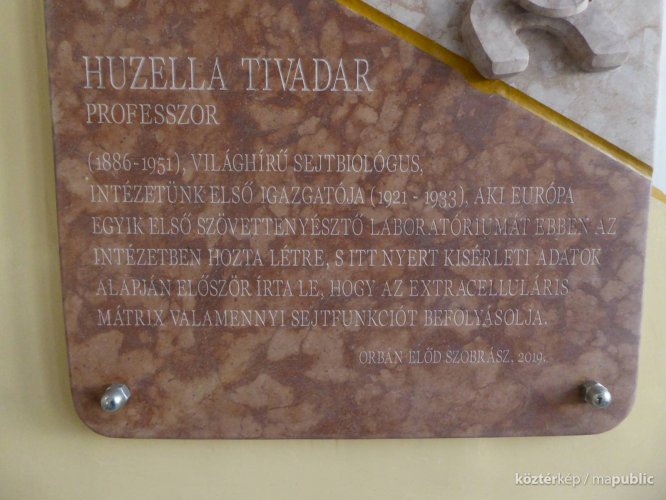 HUZELLA TIVADAR
PROFESSZOR
(1886-1951), VILÁGHÍRŰ SEJTBIOLÓGUS,
INTÉZETÜNK ELSŐ IGAZGATÓJA (1921 - 1933), AKI EURÓPA
EGYIK ELSŐ SZÖVETTENYÉSZTŐ LABORATÓRIUMÁT EBBEN AZ
INTÉZETBEN HOZTA LÉTRE, S ITT NYERT KISÉRLETI ADATOK
ALAPJÁN ELŐSZÖR ÍRTA LE, HOGY AZ EXTRACELLULÁRIS
MÁTRIX VALAMENNYI SEJTFUNKCIÓT BEFOLYÁSOLJA.
ORBÁN ELŐD SZOBRÁSZ, 2019.
köztérkép / mapublic